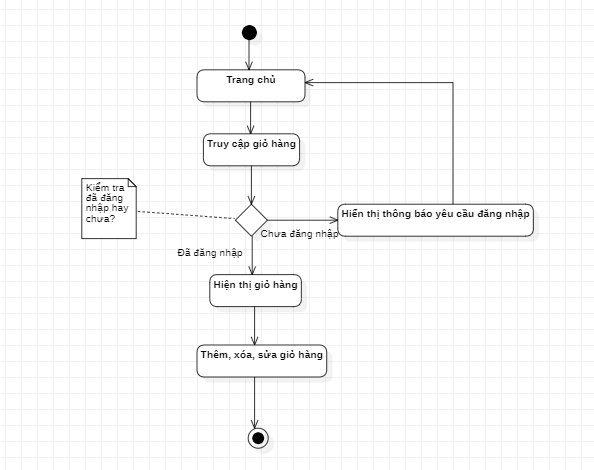 Trang chủ
Truy cập giỏ hàng
Kiểm tra
đã đăng
nhập hay
chưa?
Hiển thị thông báo yêu cầu đăng nhập
Chưa đăng nhập
Đã đăng nhập
Hiện thị giỏ hàng
Thêm, xóa, sửa giỏ hàng